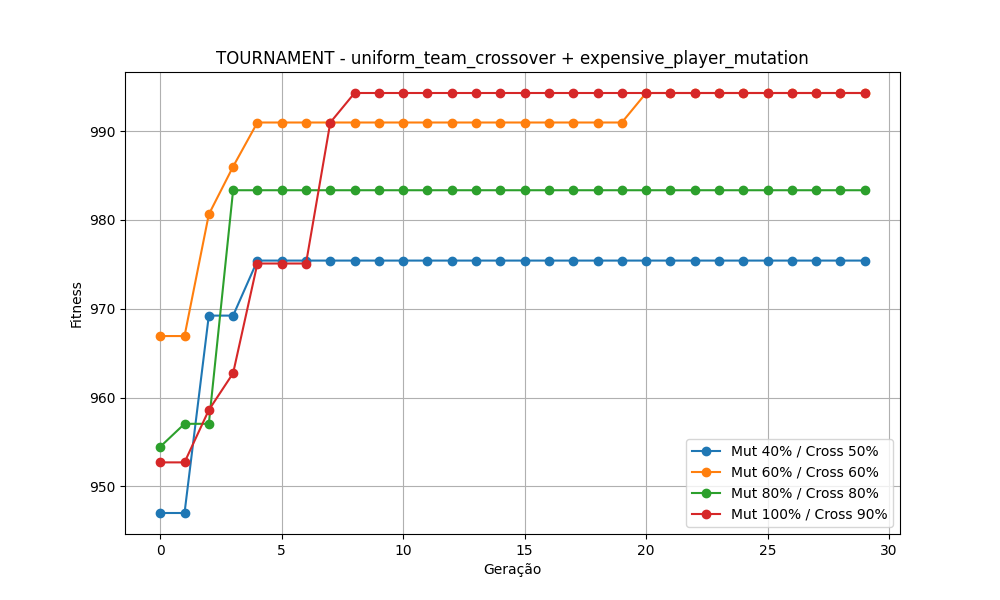 TOURNAMENT - uniform_team_crossover + expensive_player_mutation
Fitness
990
980
970
960
950
0 5 10 15 20 25 30
Geração
Mut 40% / Cross 50%
Mut 60% / Cross 60%
Mut 80% / Cross 80%
Mut 100% / Cross 90%